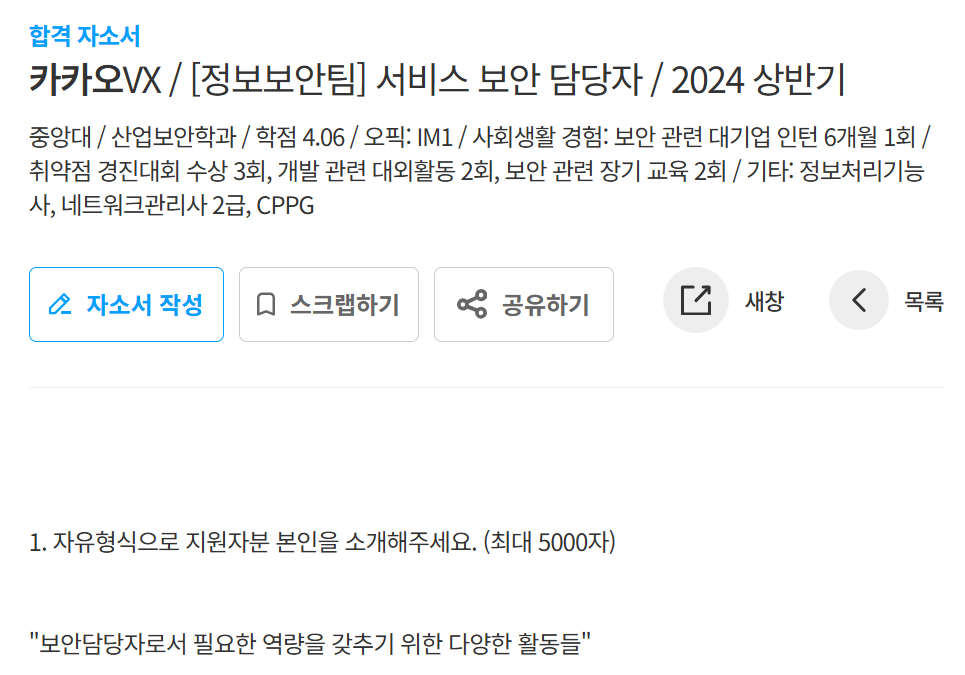 합격 자소서
카카오VX / [정보보안팀] 서비스 보안 담당자 / 2024 상반기
중앙대 / 산업보안학과 / 학점 4.06 / 오픽: IM1 / 사회생활 경험: 보안 관련 대기업 인턴 6개월 1회 /
취약점 경진대회 수상 3회, 개발 관련 대외활동 2회, 보안 관련 장기 교육 2회 / 기타: 정보처리기능
사, 네트워크관리사 2급, CPPG
자소서 작성 스크랩하기 공유하기 새창 목록
1. 자유형식으로 지원자분 본인을 소개해주세요. (최대 5000자)
"보안담당자로서 필요한 역량을 갖추기 위한 다양한 활동들"